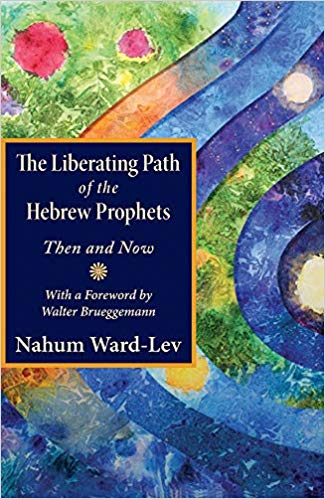 The Liberating Path
of the
Hebrew Prophets
Then and Now
With a Foreword by
Walter Brueggemann
Nahum Ward-Lev